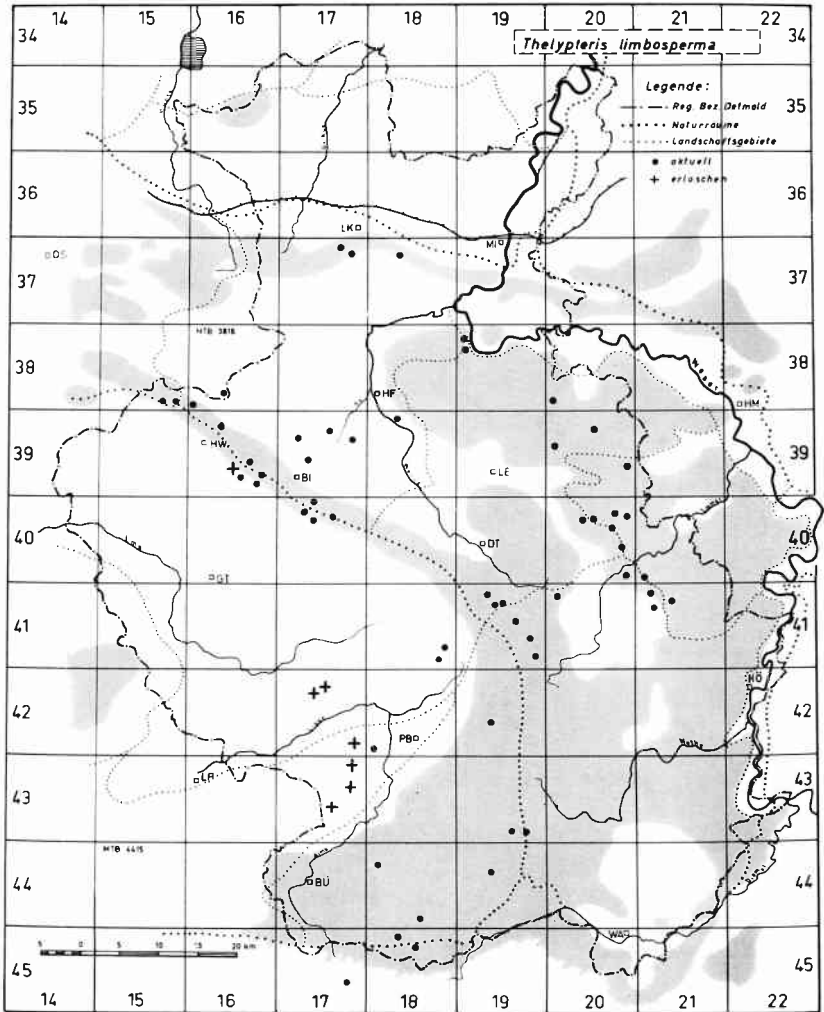 14 15 16 17 18 19 20 21 22
34 34
Thelypteris limbosperma
Legende:
Reg. Bez. Detmold
Naturräume
Landschaftsgebiete
aktuell
erloschen
35 35
36 36
LK
MI
OS
37 37
MTB 3816
38 38
Weser
HF
HM
39 39
HW
BI
LE
40 40
DT
Ems
GT
41 41
HÖ
42 42
PB
Nethe
43 43
LP
MTB 4415
44 44
BÜ
WAR
5 0 5 10 15 20 km
45 45
14 15 16 17 18 19 20 21 22